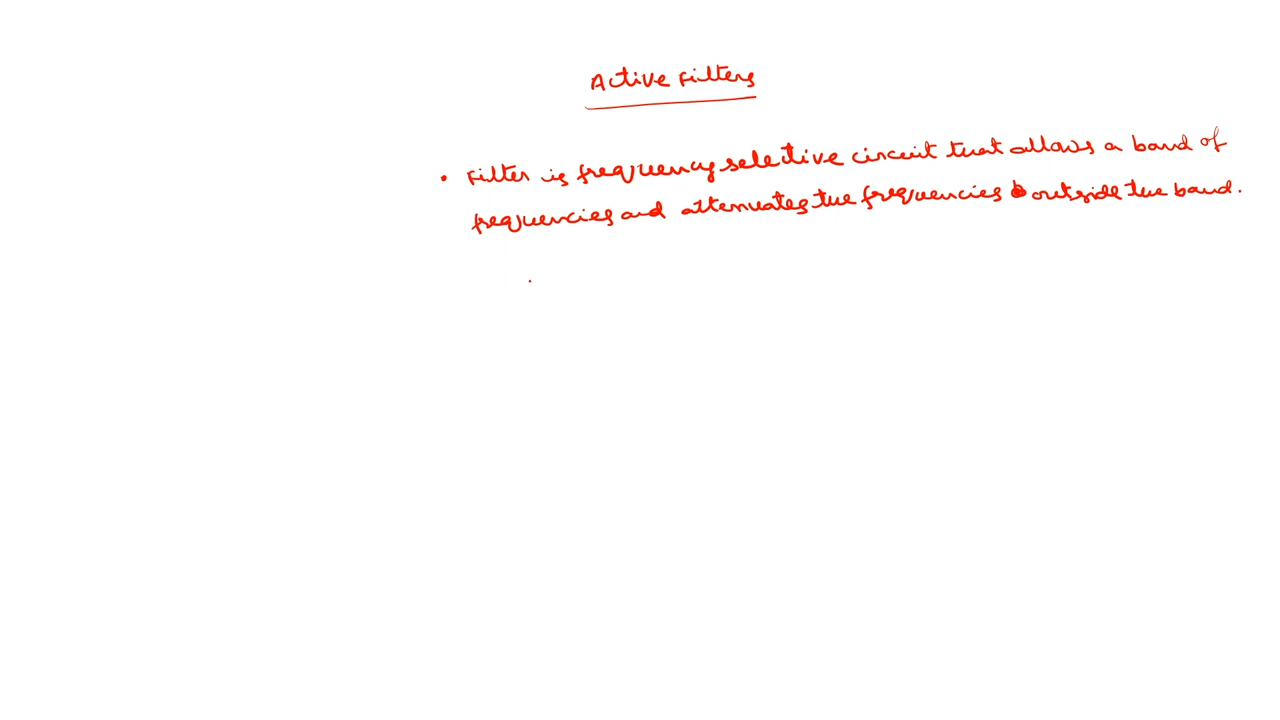 Active Filters
• Filter is frequency selective circuit that allows a band of
frequencies and attenuates the frequencies outside the band.